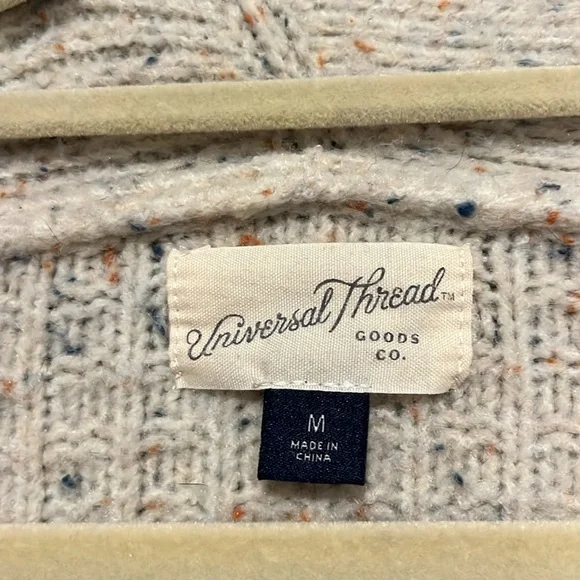 Universal Thread™
GOODS
CO.
M
MADE IN
CHINA